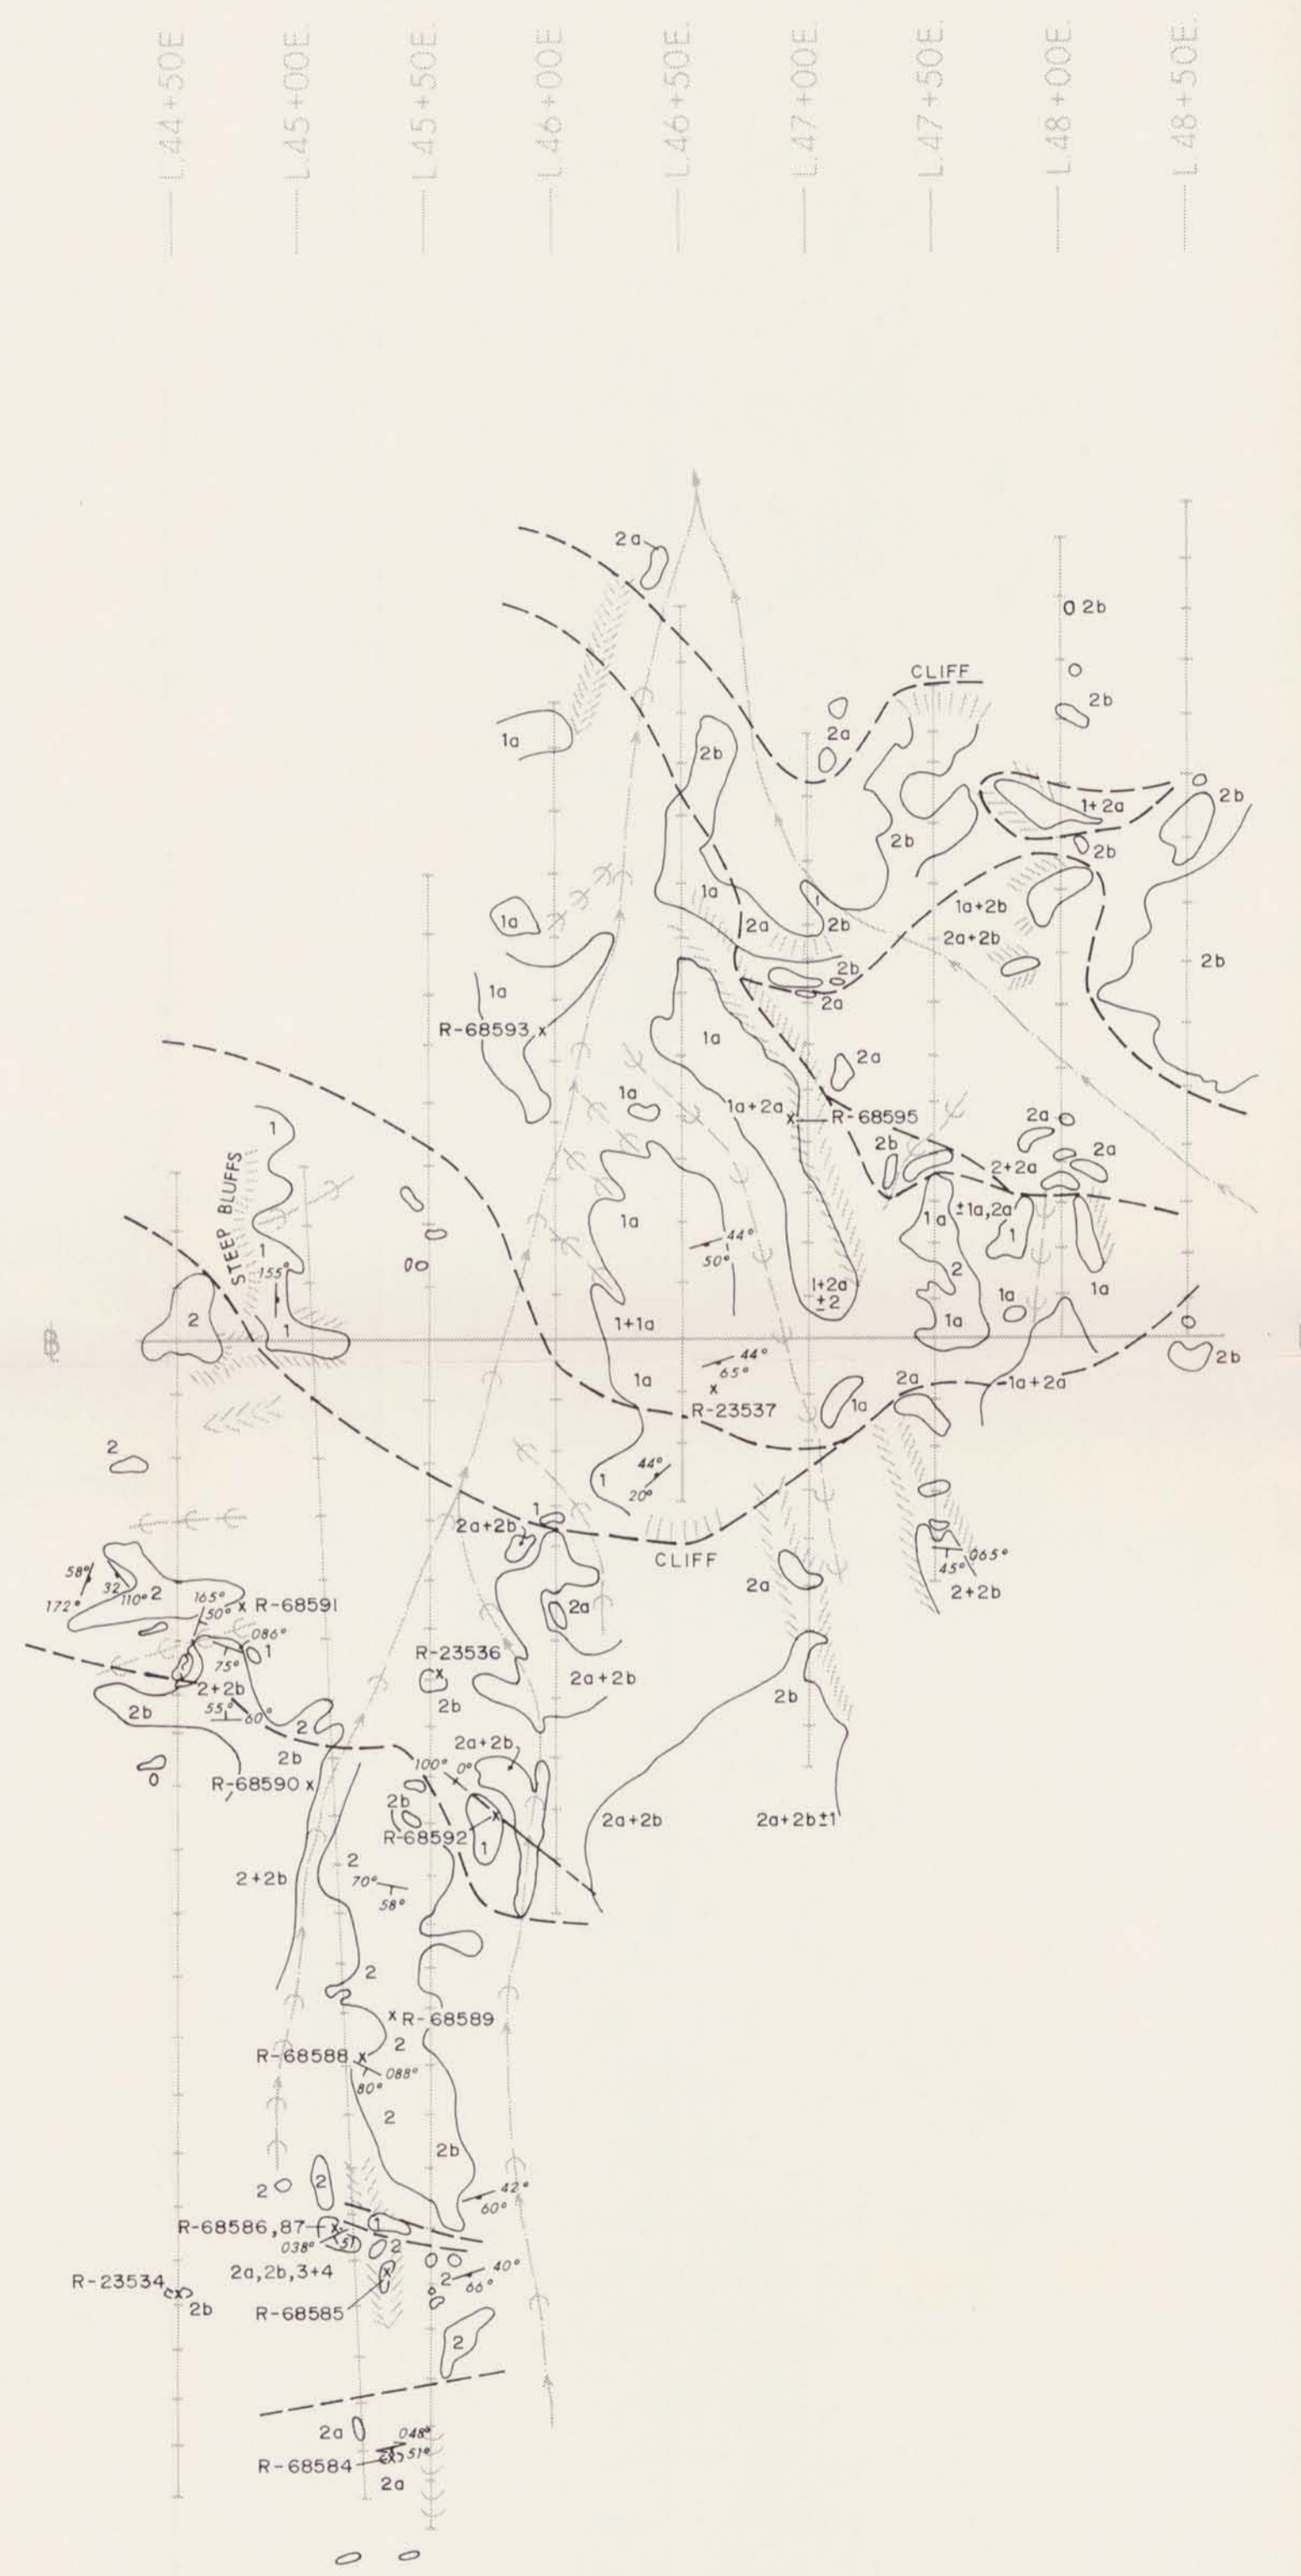 L.44+50E.
L.45+00E.
L.45+50E.
L.46+00E.
L.46+50E.
L.47+00E.
L.47+50E.
L.48+00E.
L.48+50E.
2a
2b
CLIFF
2b
1a
2a
2b
1+2a
2b
2b
2b
1a
1
1a+2b
1a
2a
2b
2a+2b
2b
1a
2b
2a
R-68593
1a
2a
1a
1a+2a
R-68595
2a
1
2b
2a
STEEP BLUFFS
2+2a
1a
1a
±1a,2a
1
44°
50°
1
155°
2
1+2a
±2
1a
1a
2
1+1a
1a
1
44°
65°
2b
1a
2a
1a+2a
R-23537
1a
2
44°
20°
1
1
2a+2b
CLIFF
065°
45°
58°
32
110°
2
172°
165°
50°
R-68591
2a
2+2b
2a
086°
75°
1
R-23536
2a+2b
2+2b
2b
55°
60°
2
2b
2b
2b
2a+2b
100°
0°
R-68590
2b
R-68592
1
2a+2b
2a+2b±1
2
2+2b
70°
58°
2
R-68589
2
R-68588
088°
80°
2
2b
2
2
42°
60°
R-68586,87
1
038°
51
2
2a,2b,3+4
40°
66°
2
R-23534
2b
R-68585
2
2a
048°
51°
R-68584
2a